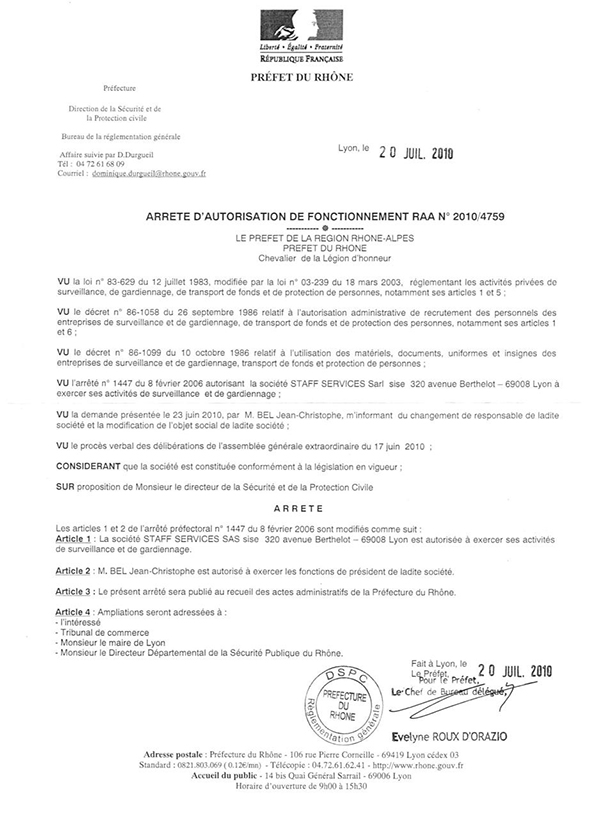 Liberté • Égalité • Fraternité
RÉPUBLIQUE FRANÇAISE
PRÉFET DU RHÔNE
Préfecture
Direction de la Sécurité et de
la Protection civile
Bureau de la réglementation générale
Affaire suivie par D.Durgueil
Tél : 04 72 61 68 09
Courriel : dominique.durgueil@rhone.gouv.fr
Lyon, le 20 JUIL. 2010
ARRETE D'AUTORISATION DE FONCTIONNEMENT RAA N° 2010/4759
LE PREFET DE LA REGION RHONE-ALPES
PREFET DU RHONE
Chevalier de la Légion d'honneur
VU la loi n° 83-629 du 12 juillet 1983, modifiée par la loi n° 03-239 du 18 mars 2003, réglementant les activités privées de
surveillance, de gardiennage, de transport de fonds et de protection de personnes, notamment ses articles 1 et 5 ;
VU le décret n° 86-1058 du 26 septembre 1986 relatif à l'autorisation administrative de recrutement des personnels des
entreprises de surveillance et de gardiennage, de transport de fonds et de protection des personnes, notamment ses articles 1
et 6 ;
VU le décret n° 86-1099 du 10 octobre 1986 relatif à l'utilisation des matériels, documents, uniformes et insignes des
entreprises de surveillance et de gardiennage, transport de fonds et protection de personnes ;
VU l'arrêté n° 1447 du 8 février 2006 autorisant la société STAFF SERVICES Sarl sise 320 avenue Berthelot – 69008 Lyon à
exercer ses activités de surveillance et de gardiennage ;
VU la demande présentée le 23 juin 2010, par M. BEL Jean-Christophe, m'informant du changement de responsable de ladite
société et la modification de l'objet social de ladite société ;
VU le procès verbal des délibérations de l'assemblée générale extraordinaire du 17 juin 2010 ;
CONSIDERANT que la société est constituée conformément à la législation en vigueur ;
SUR proposition de Monsieur le directeur de la Sécurité et de la Protection Civile
A R R E T E
Les articles 1 et 2 de l'arrêté préfectoral n° 1447 du 8 février 2006 sont modifiés comme suit :
Article 1 : La société STAFF SERVICES SAS sise 320 avenue Berthelot – 69008 Lyon est autorisée à exercer ses activités
de surveillance et de gardiennage.
Article 2 : M. BEL Jean-Christophe est autorisé à exercer les fonctions de président de ladite société.
Article 3 : Le présent arrêté sera publié au recueil des actes administratifs de la Préfecture du Rhône.
Article 4 : Ampliations seront adressées à :
- l'intéressé
- Tribunal de commerce
- Monsieur le maire de Lyon
- Monsieur le Directeur Départemental de la Sécurité Publique du Rhône.
Fait à Lyon, le 20 JUIL. 2010
Le Préfet,
Pour le Préfet,
Le Chef de Bureau délégué,
DSPC
PREFECTURE
DU
RHONE
Réglementation générale
Evelyne ROUX D'ORAZIO
Adresse postale : Préfecture du Rhône - 106 rue Pierre Corneille - 69419 Lyon cédex 03
Standard : 0821.803.069 ( 0.12€/mn) - Télécopie : 04.72.61.62.41 - http://www.rhone.gouv.fr
Accueil du public - 14 bis Quai Général Sarrail - 69006 Lyon
Horaire d'ouverture de 9h00 à 15h30